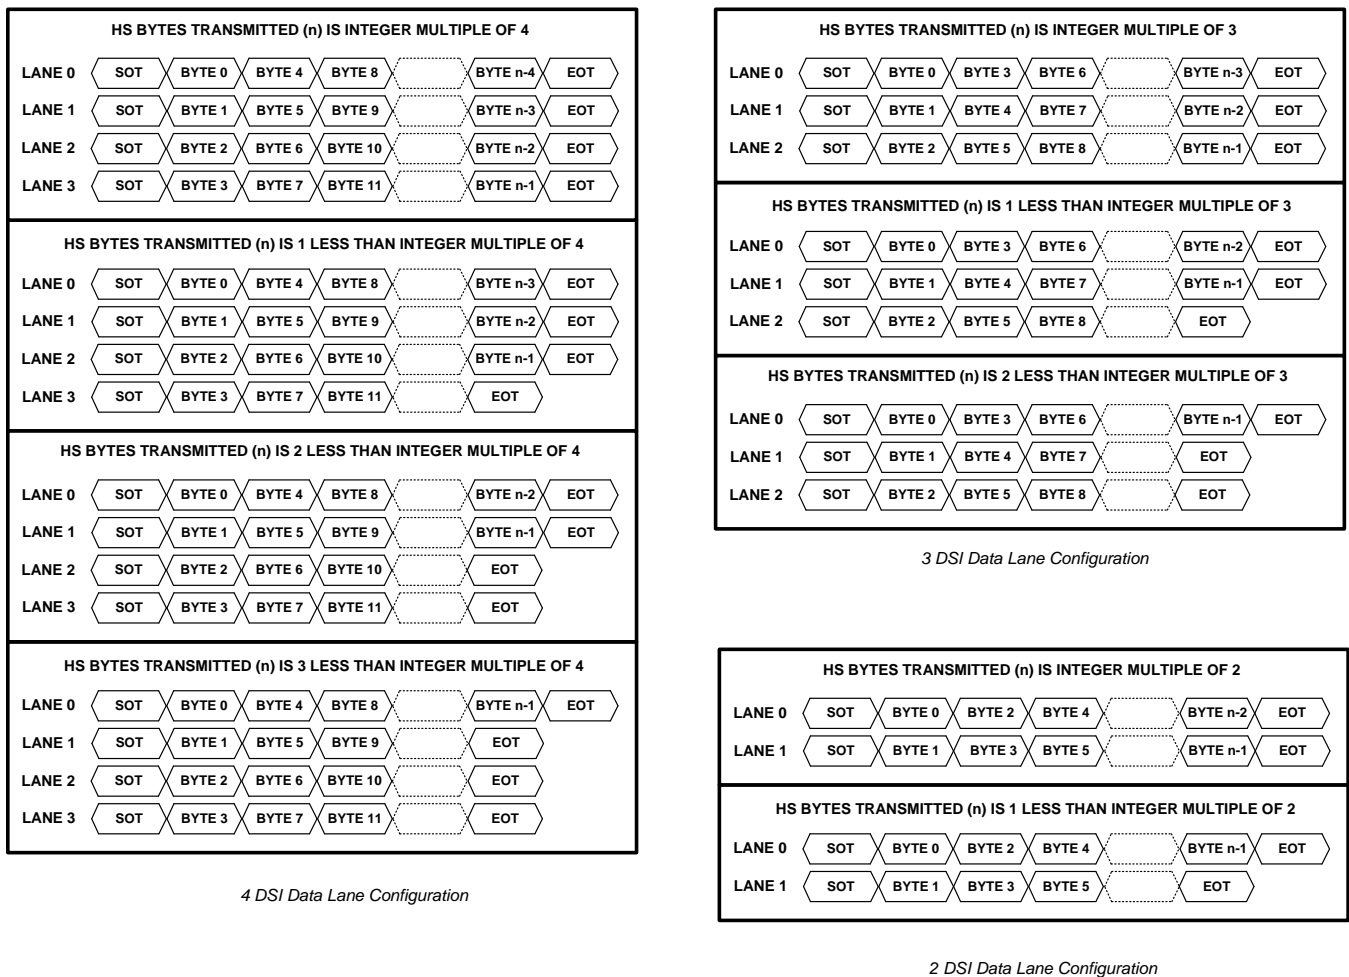 HS BYTES TRANSMITTED (n) IS INTEGER MULTIPLE OF 4
LANE 0 SOT BYTE 0 BYTE 4 BYTE 8 BYTE n-4 EOT
LANE 1 SOT BYTE 1 BYTE 5 BYTE 9 BYTE n-3 EOT
LANE 2 SOT BYTE 2 BYTE 6 BYTE 10 BYTE n-2 EOT
LANE 3 SOT BYTE 3 BYTE 7 BYTE 11 BYTE n-1 EOT
HS BYTES TRANSMITTED (n) IS 1 LESS THAN INTEGER MULTIPLE OF 4
LANE 0 SOT BYTE 0 BYTE 4 BYTE 8 BYTE n-3 EOT
LANE 1 SOT BYTE 1 BYTE 5 BYTE 9 BYTE n-2 EOT
LANE 2 SOT BYTE 2 BYTE 6 BYTE 10 BYTE n-1 EOT
LANE 3 SOT BYTE 3 BYTE 7 BYTE 11 EOT
HS BYTES TRANSMITTED (n) IS 2 LESS THAN INTEGER MULTIPLE OF 4
LANE 0 SOT BYTE 0 BYTE 4 BYTE 8 BYTE n-2 EOT
LANE 1 SOT BYTE 1 BYTE 5 BYTE 9 BYTE n-1 EOT
LANE 2 SOT BYTE 2 BYTE 6 BYTE 10 EOT
LANE 3 SOT BYTE 3 BYTE 7 BYTE 11 EOT
HS BYTES TRANSMITTED (n) IS 3 LESS THAN INTEGER MULTIPLE OF 4
LANE 0 SOT BYTE 0 BYTE 4 BYTE 8 BYTE n-1 EOT
LANE 1 SOT BYTE 1 BYTE 5 BYTE 9 EOT
LANE 2 SOT BYTE 2 BYTE 6 BYTE 10 EOT
LANE 3 SOT BYTE 3 BYTE 7 BYTE 11 EOT
4 DSI Data Lane Configuration
HS BYTES TRANSMITTED (n) IS INTEGER MULTIPLE OF 3
LANE 0 SOT BYTE 0 BYTE 3 BYTE 6 BYTE n-3 EOT
LANE 1 SOT BYTE 1 BYTE 4 BYTE 7 BYTE n-2 EOT
LANE 2 SOT BYTE 2 BYTE 5 BYTE 8 BYTE n-1 EOT
HS BYTES TRANSMITTED (n) IS 1 LESS THAN INTEGER MULTIPLE OF 3
LANE 0 SOT BYTE 0 BYTE 3 BYTE 6 BYTE n-2 EOT
LANE 1 SOT BYTE 1 BYTE 4 BYTE 7 BYTE n-1 EOT
LANE 2 SOT BYTE 2 BYTE 5 BYTE 8 EOT
HS BYTES TRANSMITTED (n) IS 2 LESS THAN INTEGER MULTIPLE OF 3
LANE 0 SOT BYTE 0 BYTE 3 BYTE 6 BYTE n-1 EOT
LANE 1 SOT BYTE 1 BYTE 4 BYTE 7 EOT
LANE 2 SOT BYTE 2 BYTE 5 BYTE 8 EOT
3 DSI Data Lane Configuration
HS BYTES TRANSMITTED (n) IS INTEGER MULTIPLE OF 2
LANE 0 SOT BYTE 0 BYTE 2 BYTE 4 BYTE n-2 EOT
LANE 1 SOT BYTE 1 BYTE 3 BYTE 5 BYTE n-1 EOT
HS BYTES TRANSMITTED (n) IS 1 LESS THAN INTEGER MULTIPLE OF 2
LANE 0 SOT BYTE 0 BYTE 2 BYTE 4 BYTE n-1 EOT
LANE 1 SOT BYTE 1 BYTE 3 BYTE 5 EOT
2 DSI Data Lane Configuration